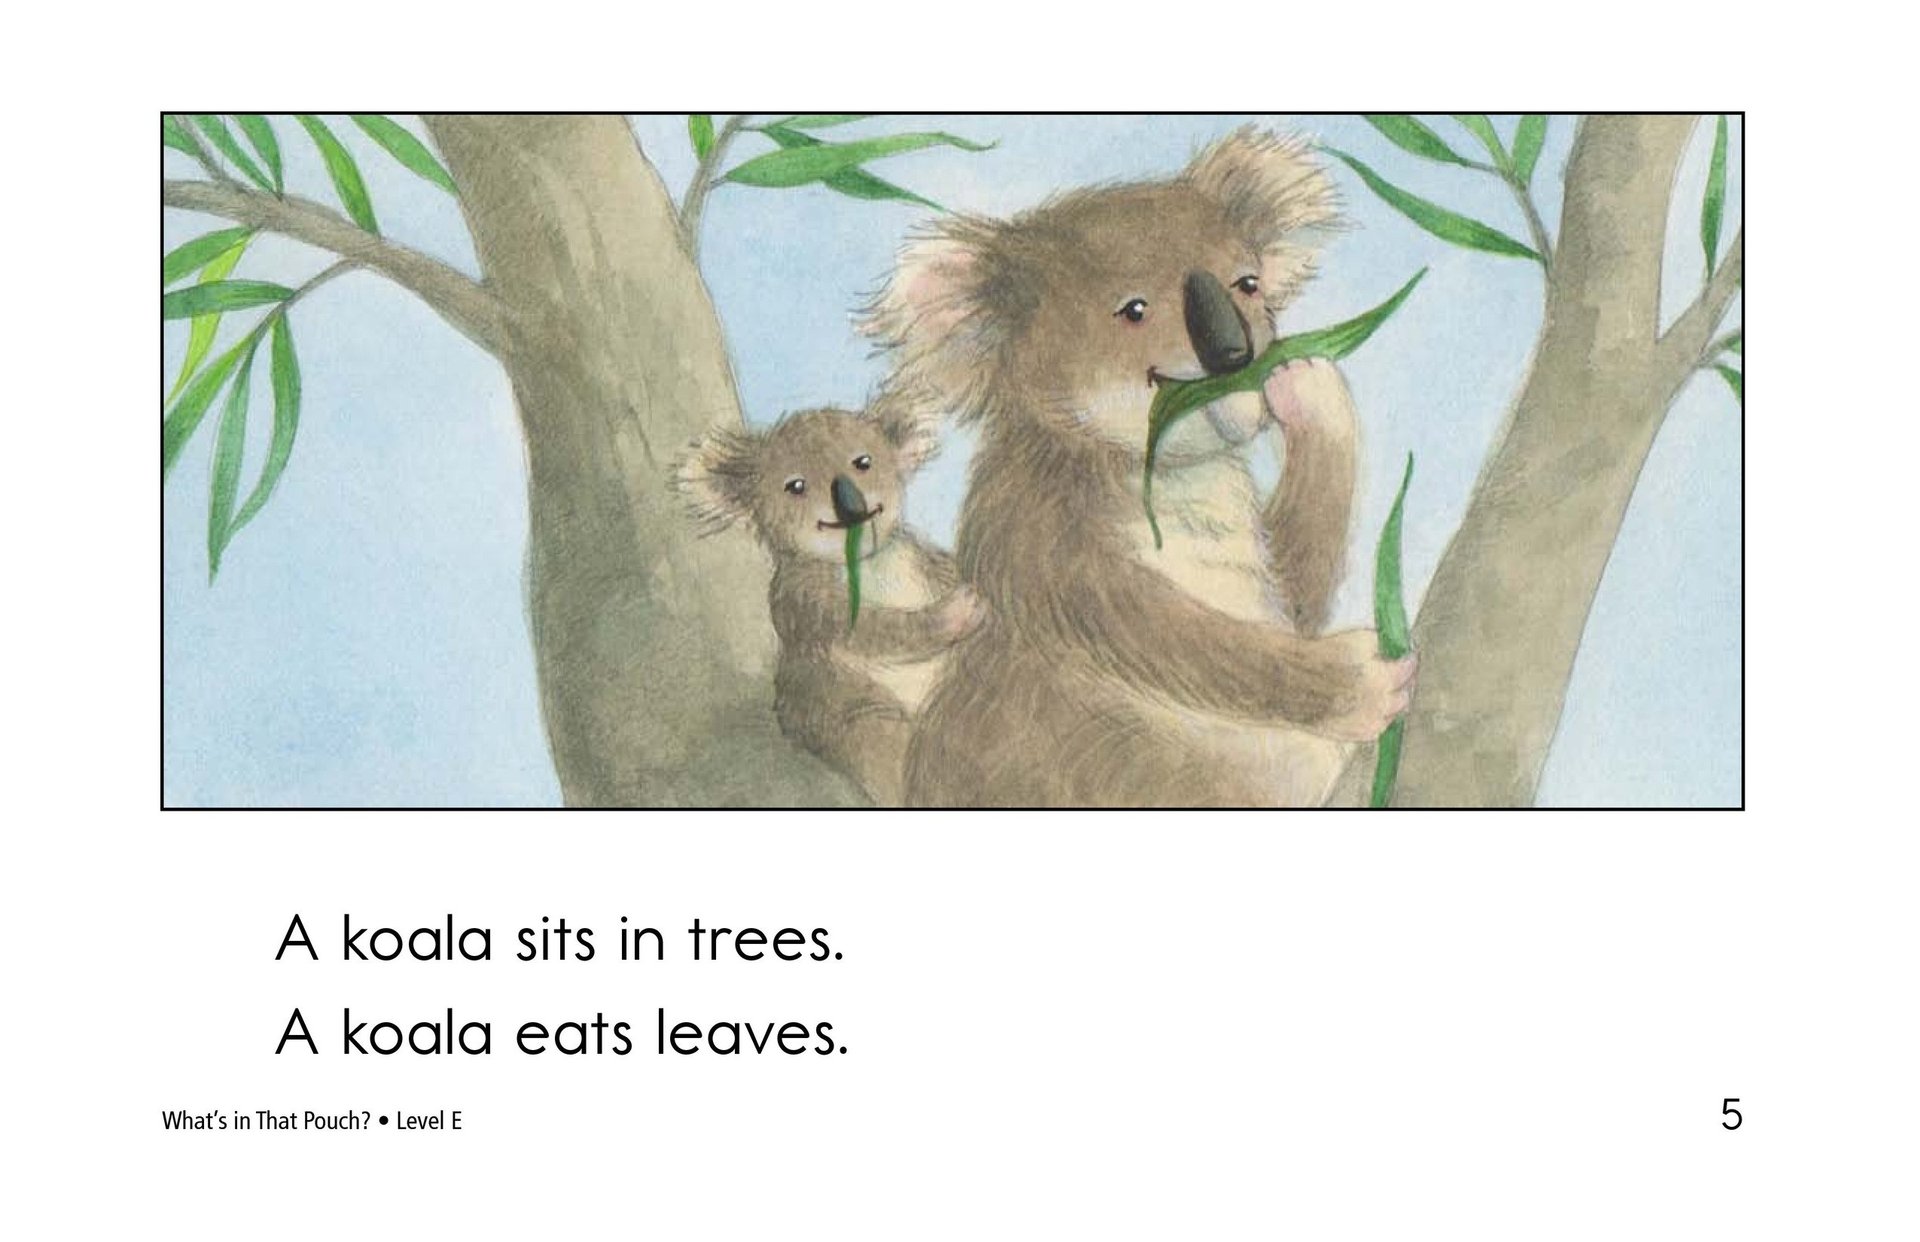 A koala sits in trees.
A koala eats leaves.
What's in That Pouch? • Level E
5